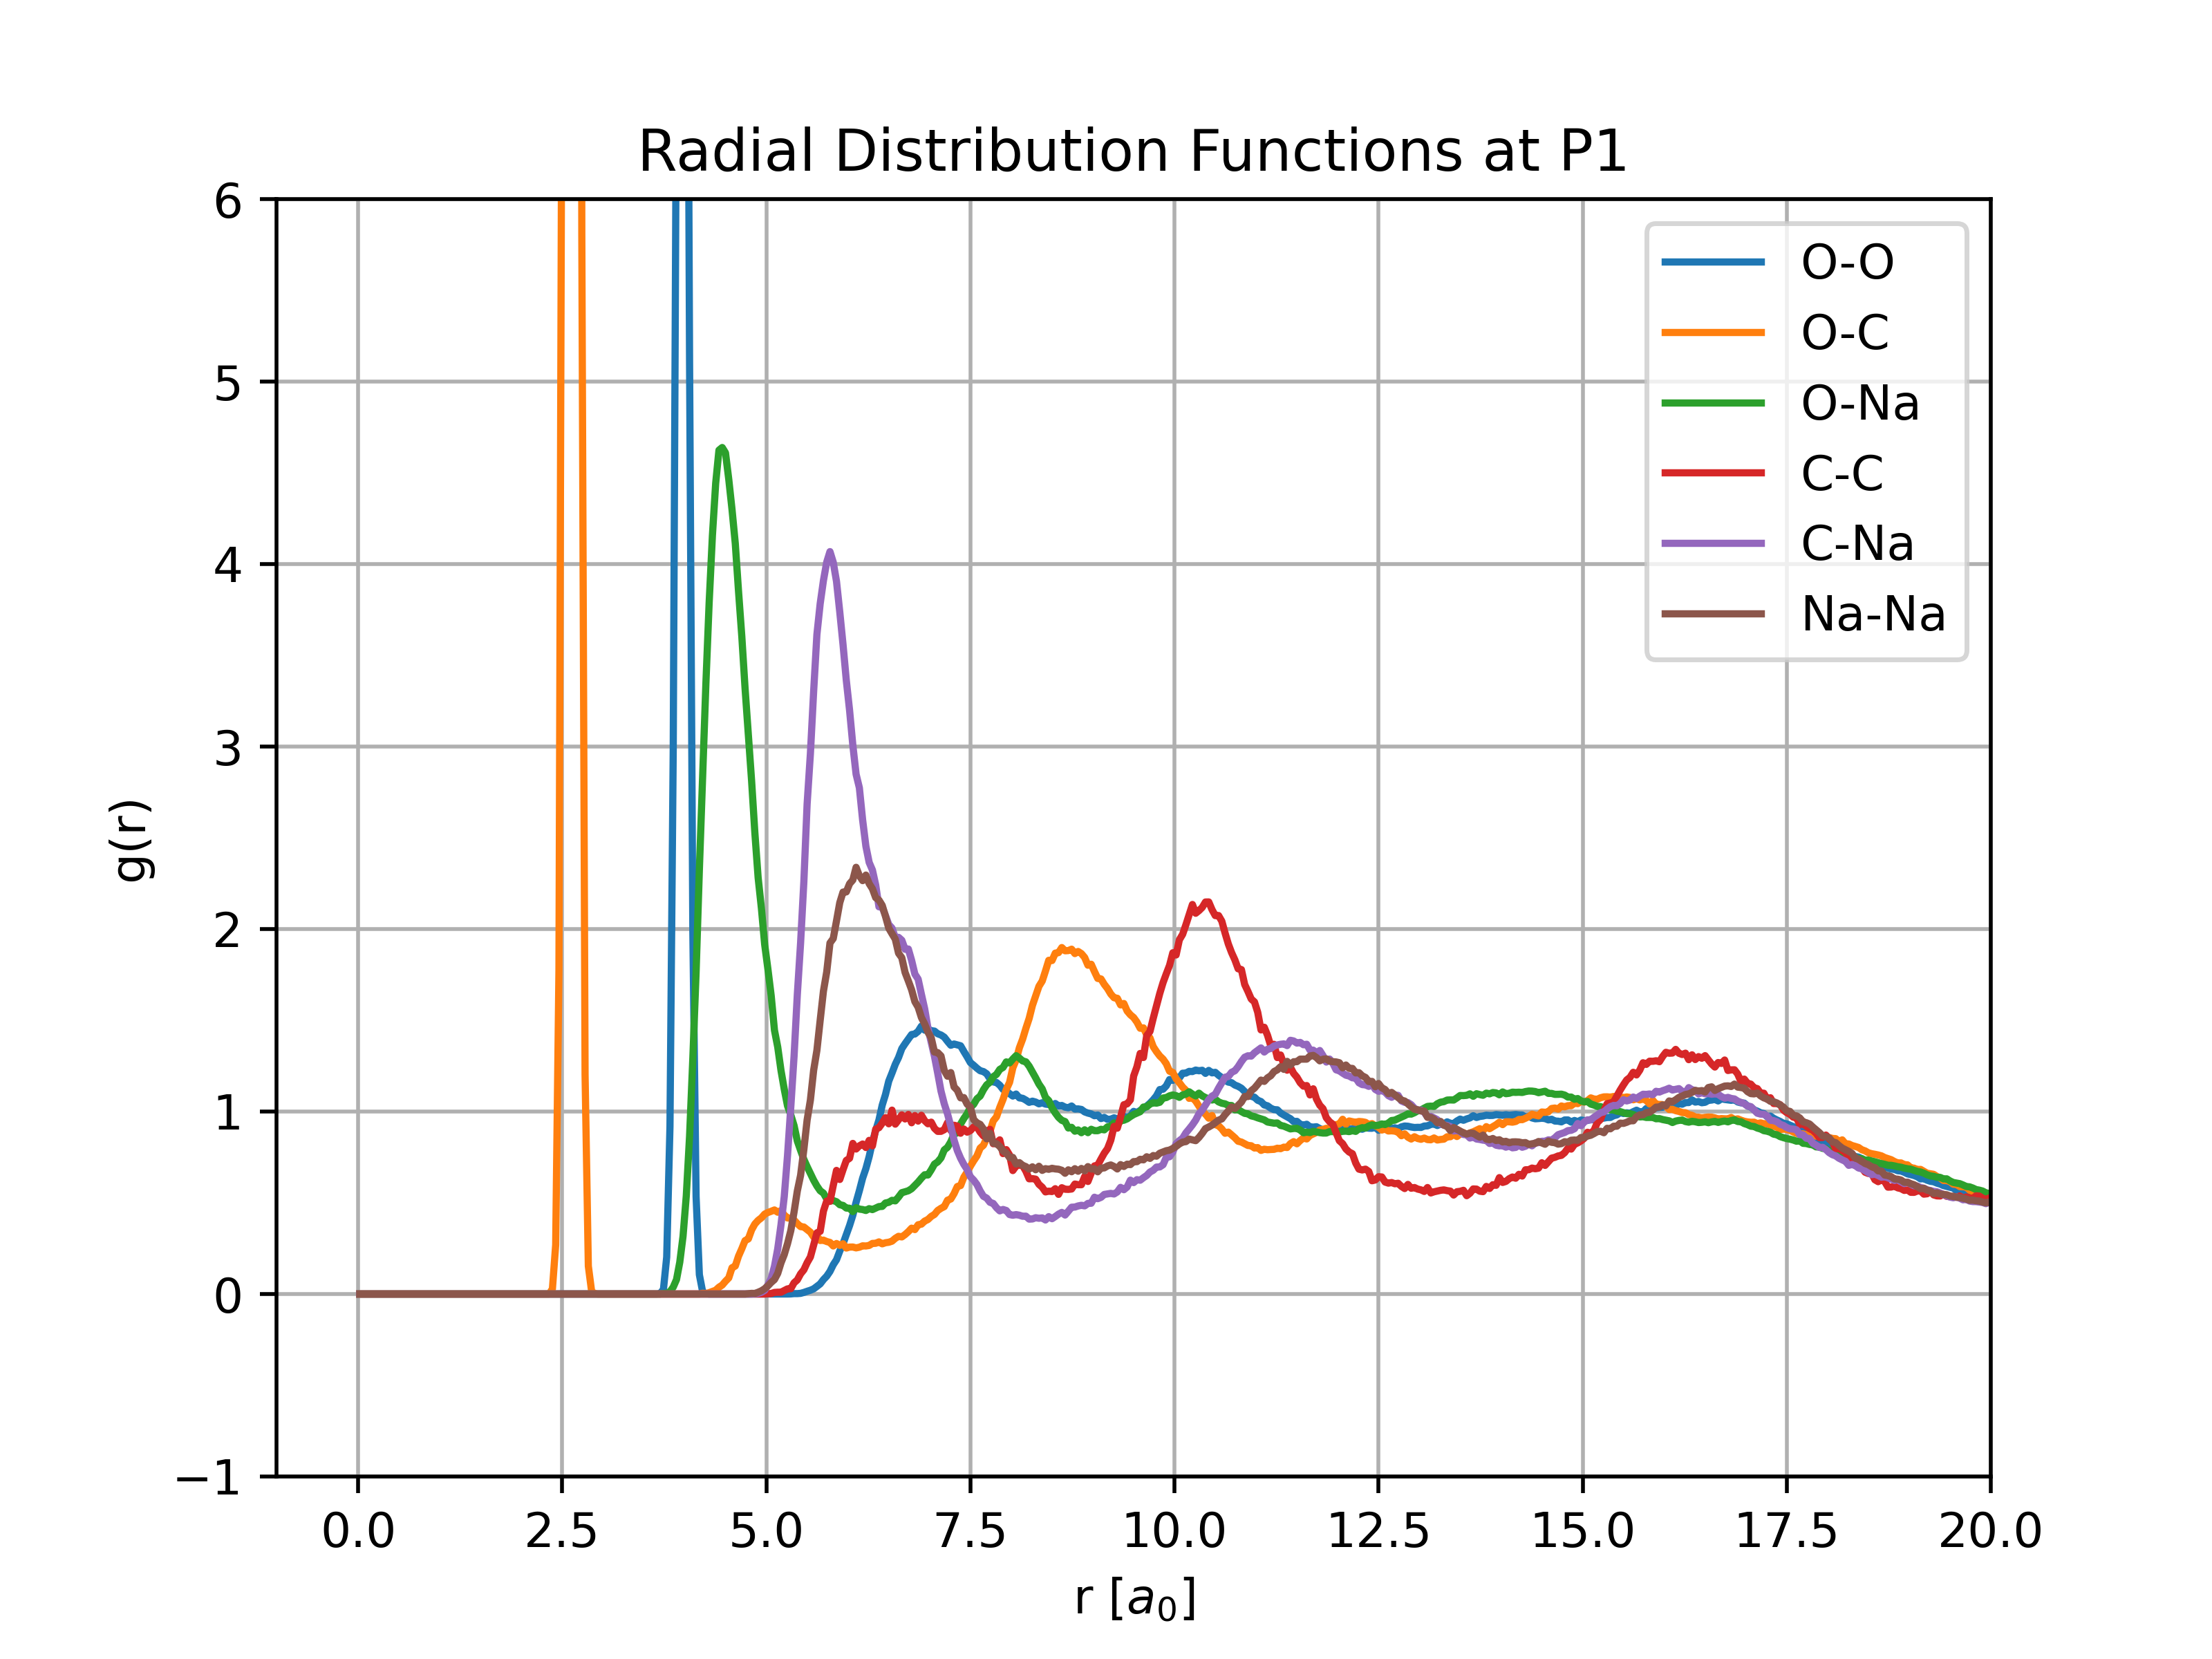 Radial Distribution Functions at P1
6
5
4
3
2
1
0
−1
g(r)
O-O
O-C
O-Na
C-C
C-Na
Na-Na
0.0 2.5 5.0 7.5 10.0 12.5 15.0 17.5 20.0
r [a₀]